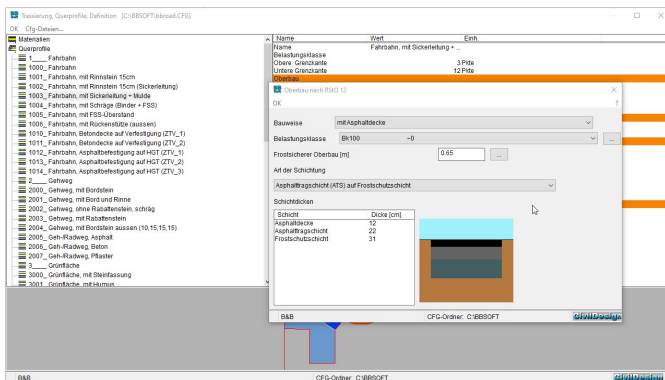 Trassierung, Querprofile, Definition [C:\BBSOFT\bbroad.CFG]
OK Cfg-Dateien...
Materialien
Querprofile
1____ Fahrbahn
1000_ Fahrbahn
1001_ Fahrbahn, mit Rinnstein 15cm
1002_ Fahrbahn, mit Rinnstein 15cm (Sickerleitung)
1003_ Fahrbahn, mit Sickerleitung + Mulde
1004_ Fahrbahn, mit Schräge (Binder + FSS)
1005_ Fahrbahn, mit FSS-Überstand
1006_ Fahrbahn, mit Rückenstütze (aussen)
1010_ Fahrbahn, Betondecke auf Verfestigung (ZTV_1)
1011_ Fahrbahn, Betondecke auf Verfestigung (ZTV_2)
1012_ Fahrbahn, Asphaltbefestigung auf HGT (ZTV_1)
1013_ Fahrbahn, Asphaltbefestigung auf HGT (ZTV_2)
1014_ Fahrbahn, Asphaltbefestigung auf HGT (ZTV_3)
2____ Gehweg
2000_ Gehweg, mit Bordstein
2001_ Gehweg, mit Bord und Rinne
2002_ Gehweg, ohne Rabattenstein, schräg
2003_ Gehweg, mit Rabattenstein
2004_ Gehweg, mit Bordstein aussen (10,15,15,15)
2005_ Geh-/Radweg, Asphalt
2006_ Geh-/Radweg, Beton
2007_ Geh-/Radweg, Pflaster
3____ Grünfläche
3000_ Grünfläche, mit Steinfassung
3001_ Grünfläche, mit Humus
Name Wert Einh.
Name Fahrbahn, mit Sickerleitung + ...
Belastungsklasse
Obere Grenzkante 3 Pkte
Untere Grenzkante 12 Pkte
Oberbau
Oberbau nach RStO 12
OK ?
Bauweise mit Asphaltdecke
Belastungsklasse Bk100 ~0 ...
Frostsicherer Oberbau [m] 0.65 ...
Art der Schichtung
Asphalttragschicht (ATS) auf Frostschutzschicht
Schichtdicken
Schicht Dicke [cm]
Asphaltdecke 12
Asphalttragschicht 22
Frostschutzschicht 31
B&B CFG-Ordner: C:\BBSOFT CivilDesign
B&B CFG-Ordner: C:\BBSOFT CivilDesign